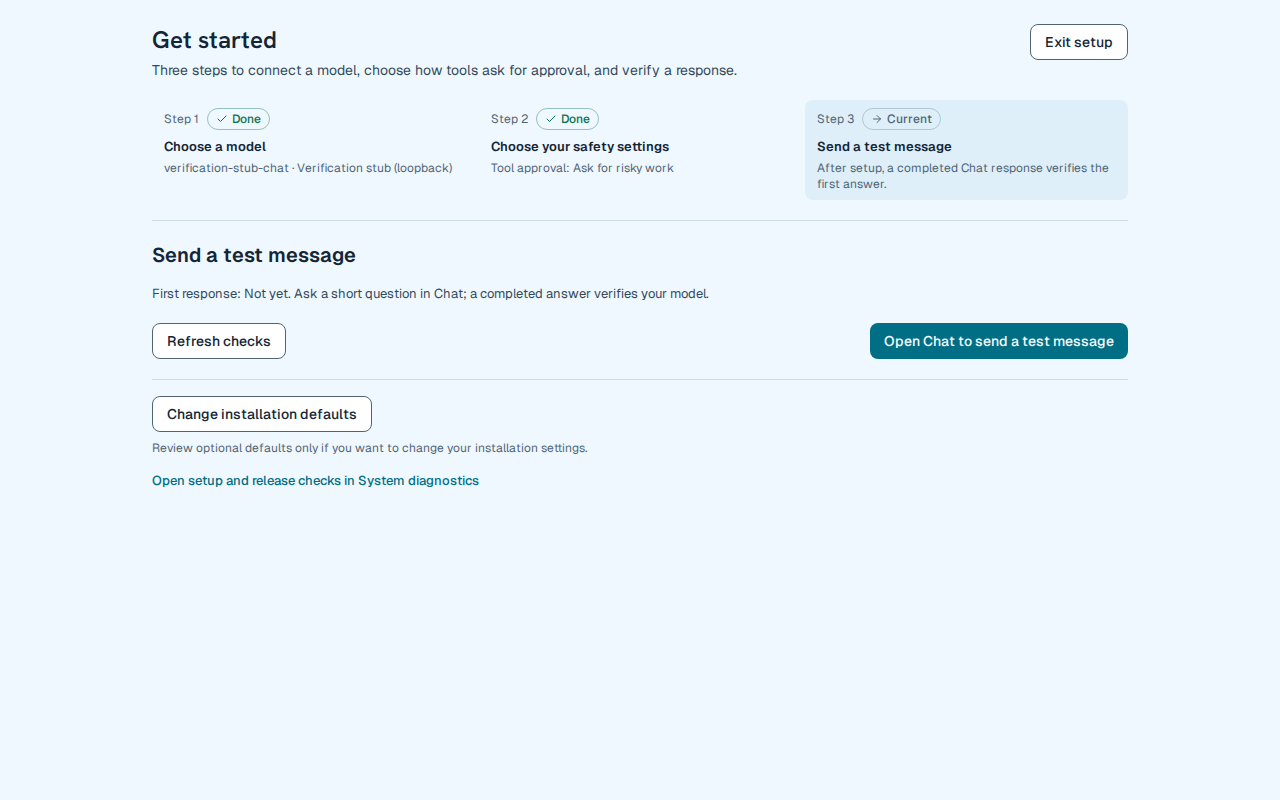 Get started
Exit setup
Three steps to connect a model, choose how tools ask for approval, and verify a response.
Step 1 Done
Choose a model
verification-stub-chat · Verification stub (loopback)
Step 2 Done
Choose your safety settings
Tool approval: Ask for risky work
Step 3 Current
Send a test message
After setup, a completed Chat response verifies the
first answer.
Send a test message
First response: Not yet. Ask a short question in Chat; a completed answer verifies your model.
Refresh checks
Open Chat to send a test message
Change installation defaults
Review optional defaults only if you want to change your installation settings.
Open setup and release checks in System diagnostics